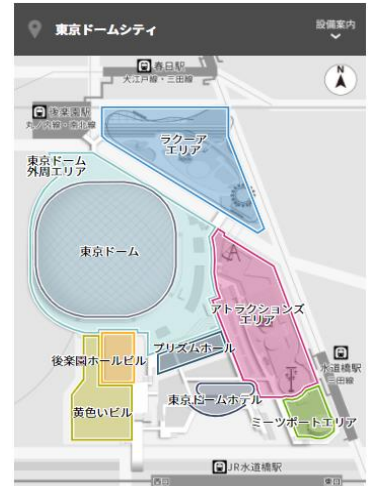 東京ドームシティ
設備案内
春日駅
大江戸線・三田線
N
後楽園駅
丸ノ内線・南北線
ラクーア
エリア
東京ドーム
外周エリア
東京ドーム
アトラクションズ
エリア
プリズムホール
後楽園ホールビル
水道橋駅
三田線
東京ドームホテル
黄色いビル
ミーツポートエリア
JR水道橋駅
西口
東口